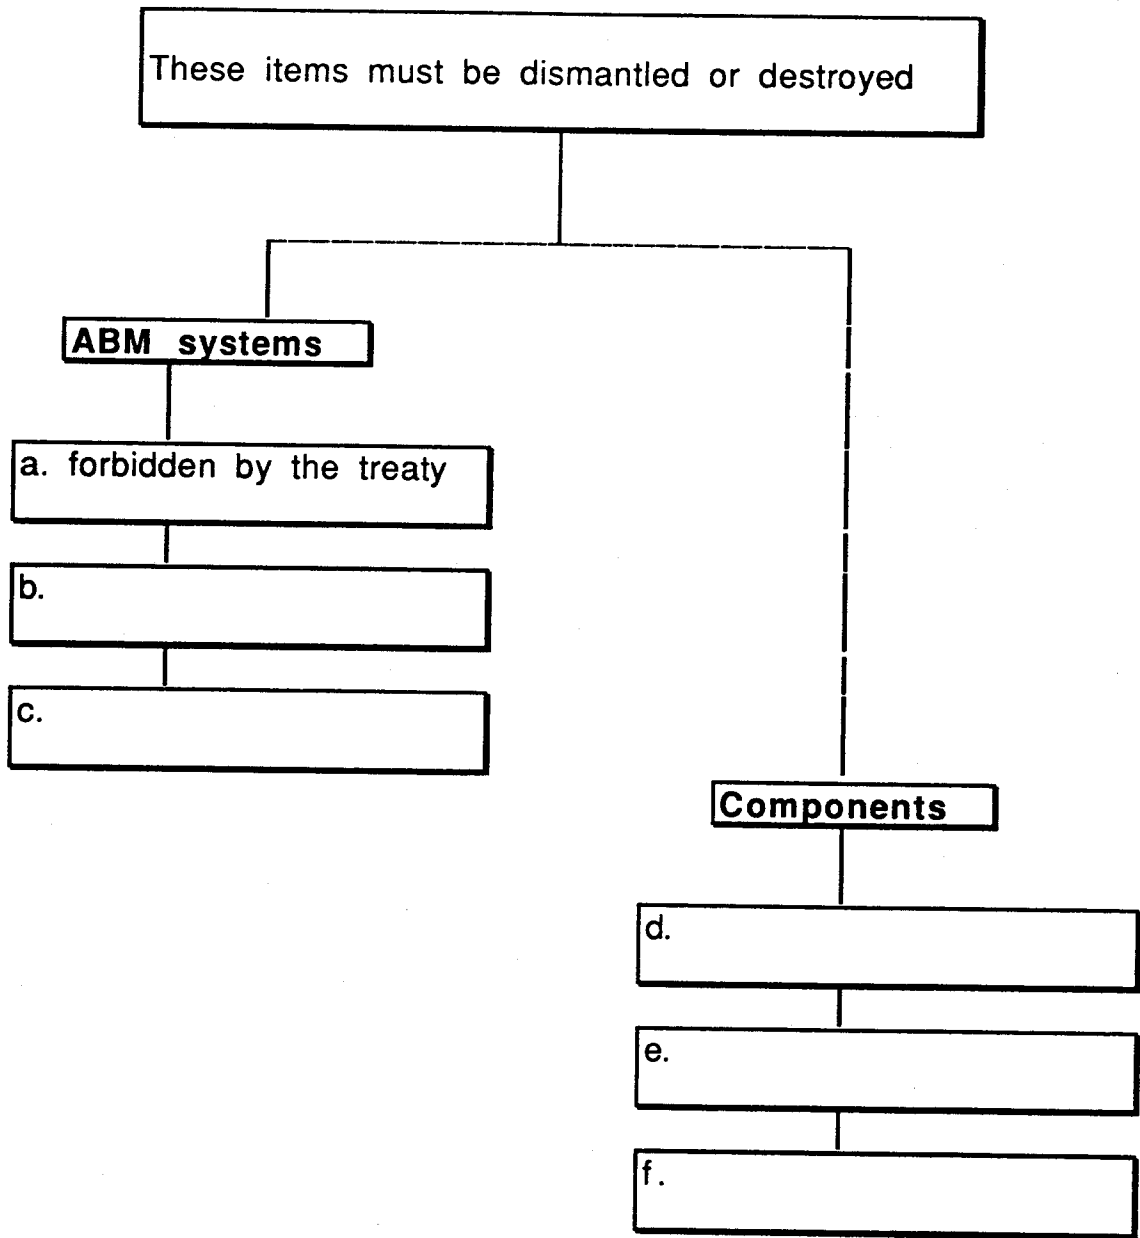 These items must be dismantled or destroyed
ABM systems
a. forbidden by the treaty
b.
c.
Components
d.
e.
f.